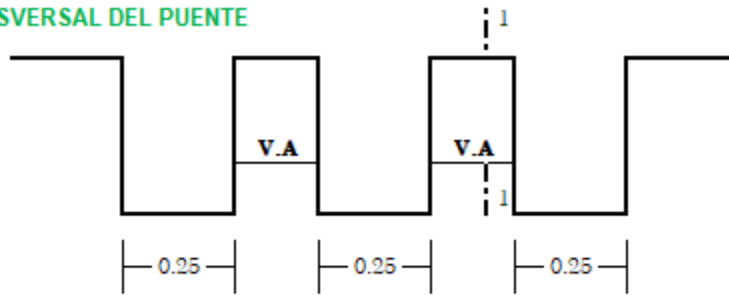 SVERSAL DEL PUENTE
1
V.A V.A
1
0.25 0.25 0.25